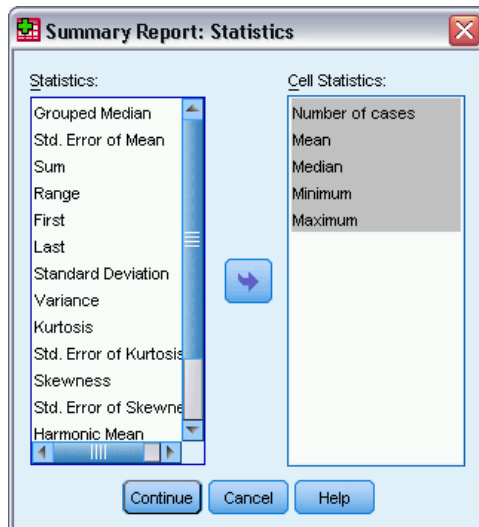 Summary Report: Statistics
Statistics:
Grouped Median
Std. Error of Mean
Sum
Range
First
Last
Standard Deviation
Variance
Kurtosis
Std. Error of Kurtosis
Skewness
Std. Error of Skewne
Harmonic Mean
Cell Statistics:
Number of cases
Mean
Median
Minimum
Maximum
Continue
Cancel
Help